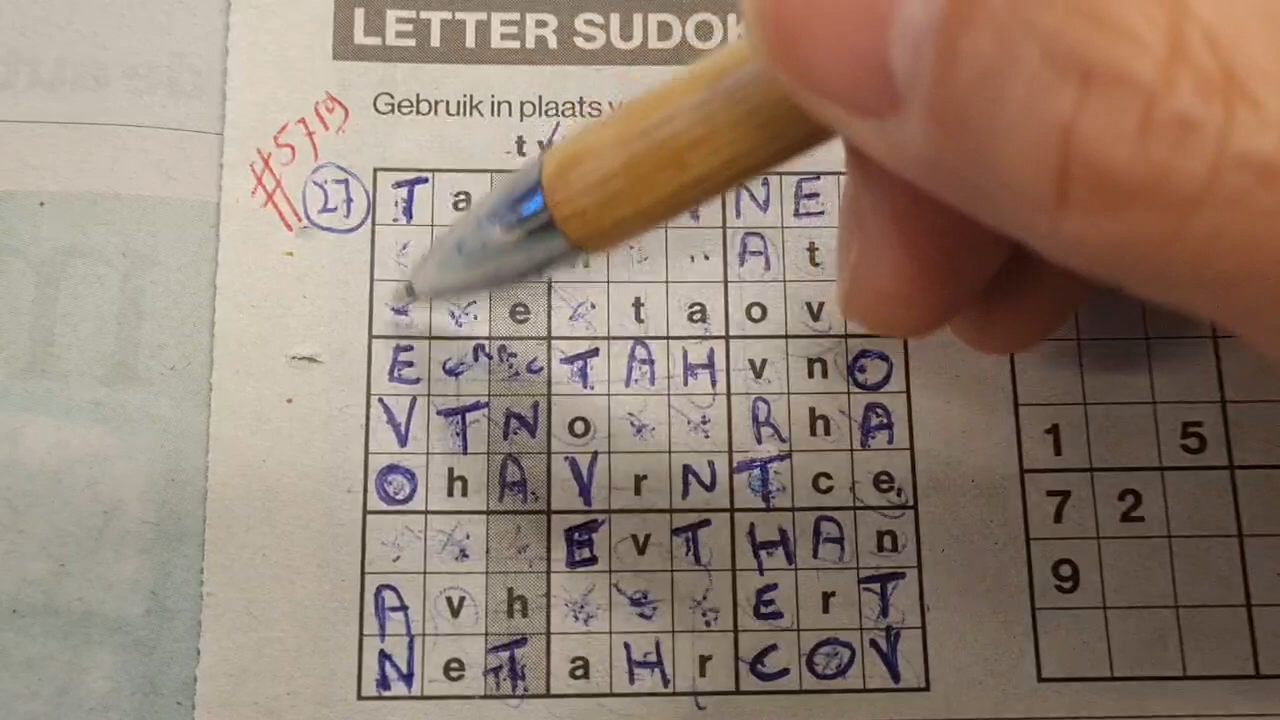 LETTER SUDOK
Gebruik in plaats
#5719
t v
27 T a N E
A t
e t a o v
E C R R C T A H v n O
V T N o R h A
O h A V r N T c e
E v T H A n
A v h E r T
N e T a H r C O V
1 5
7 2
9